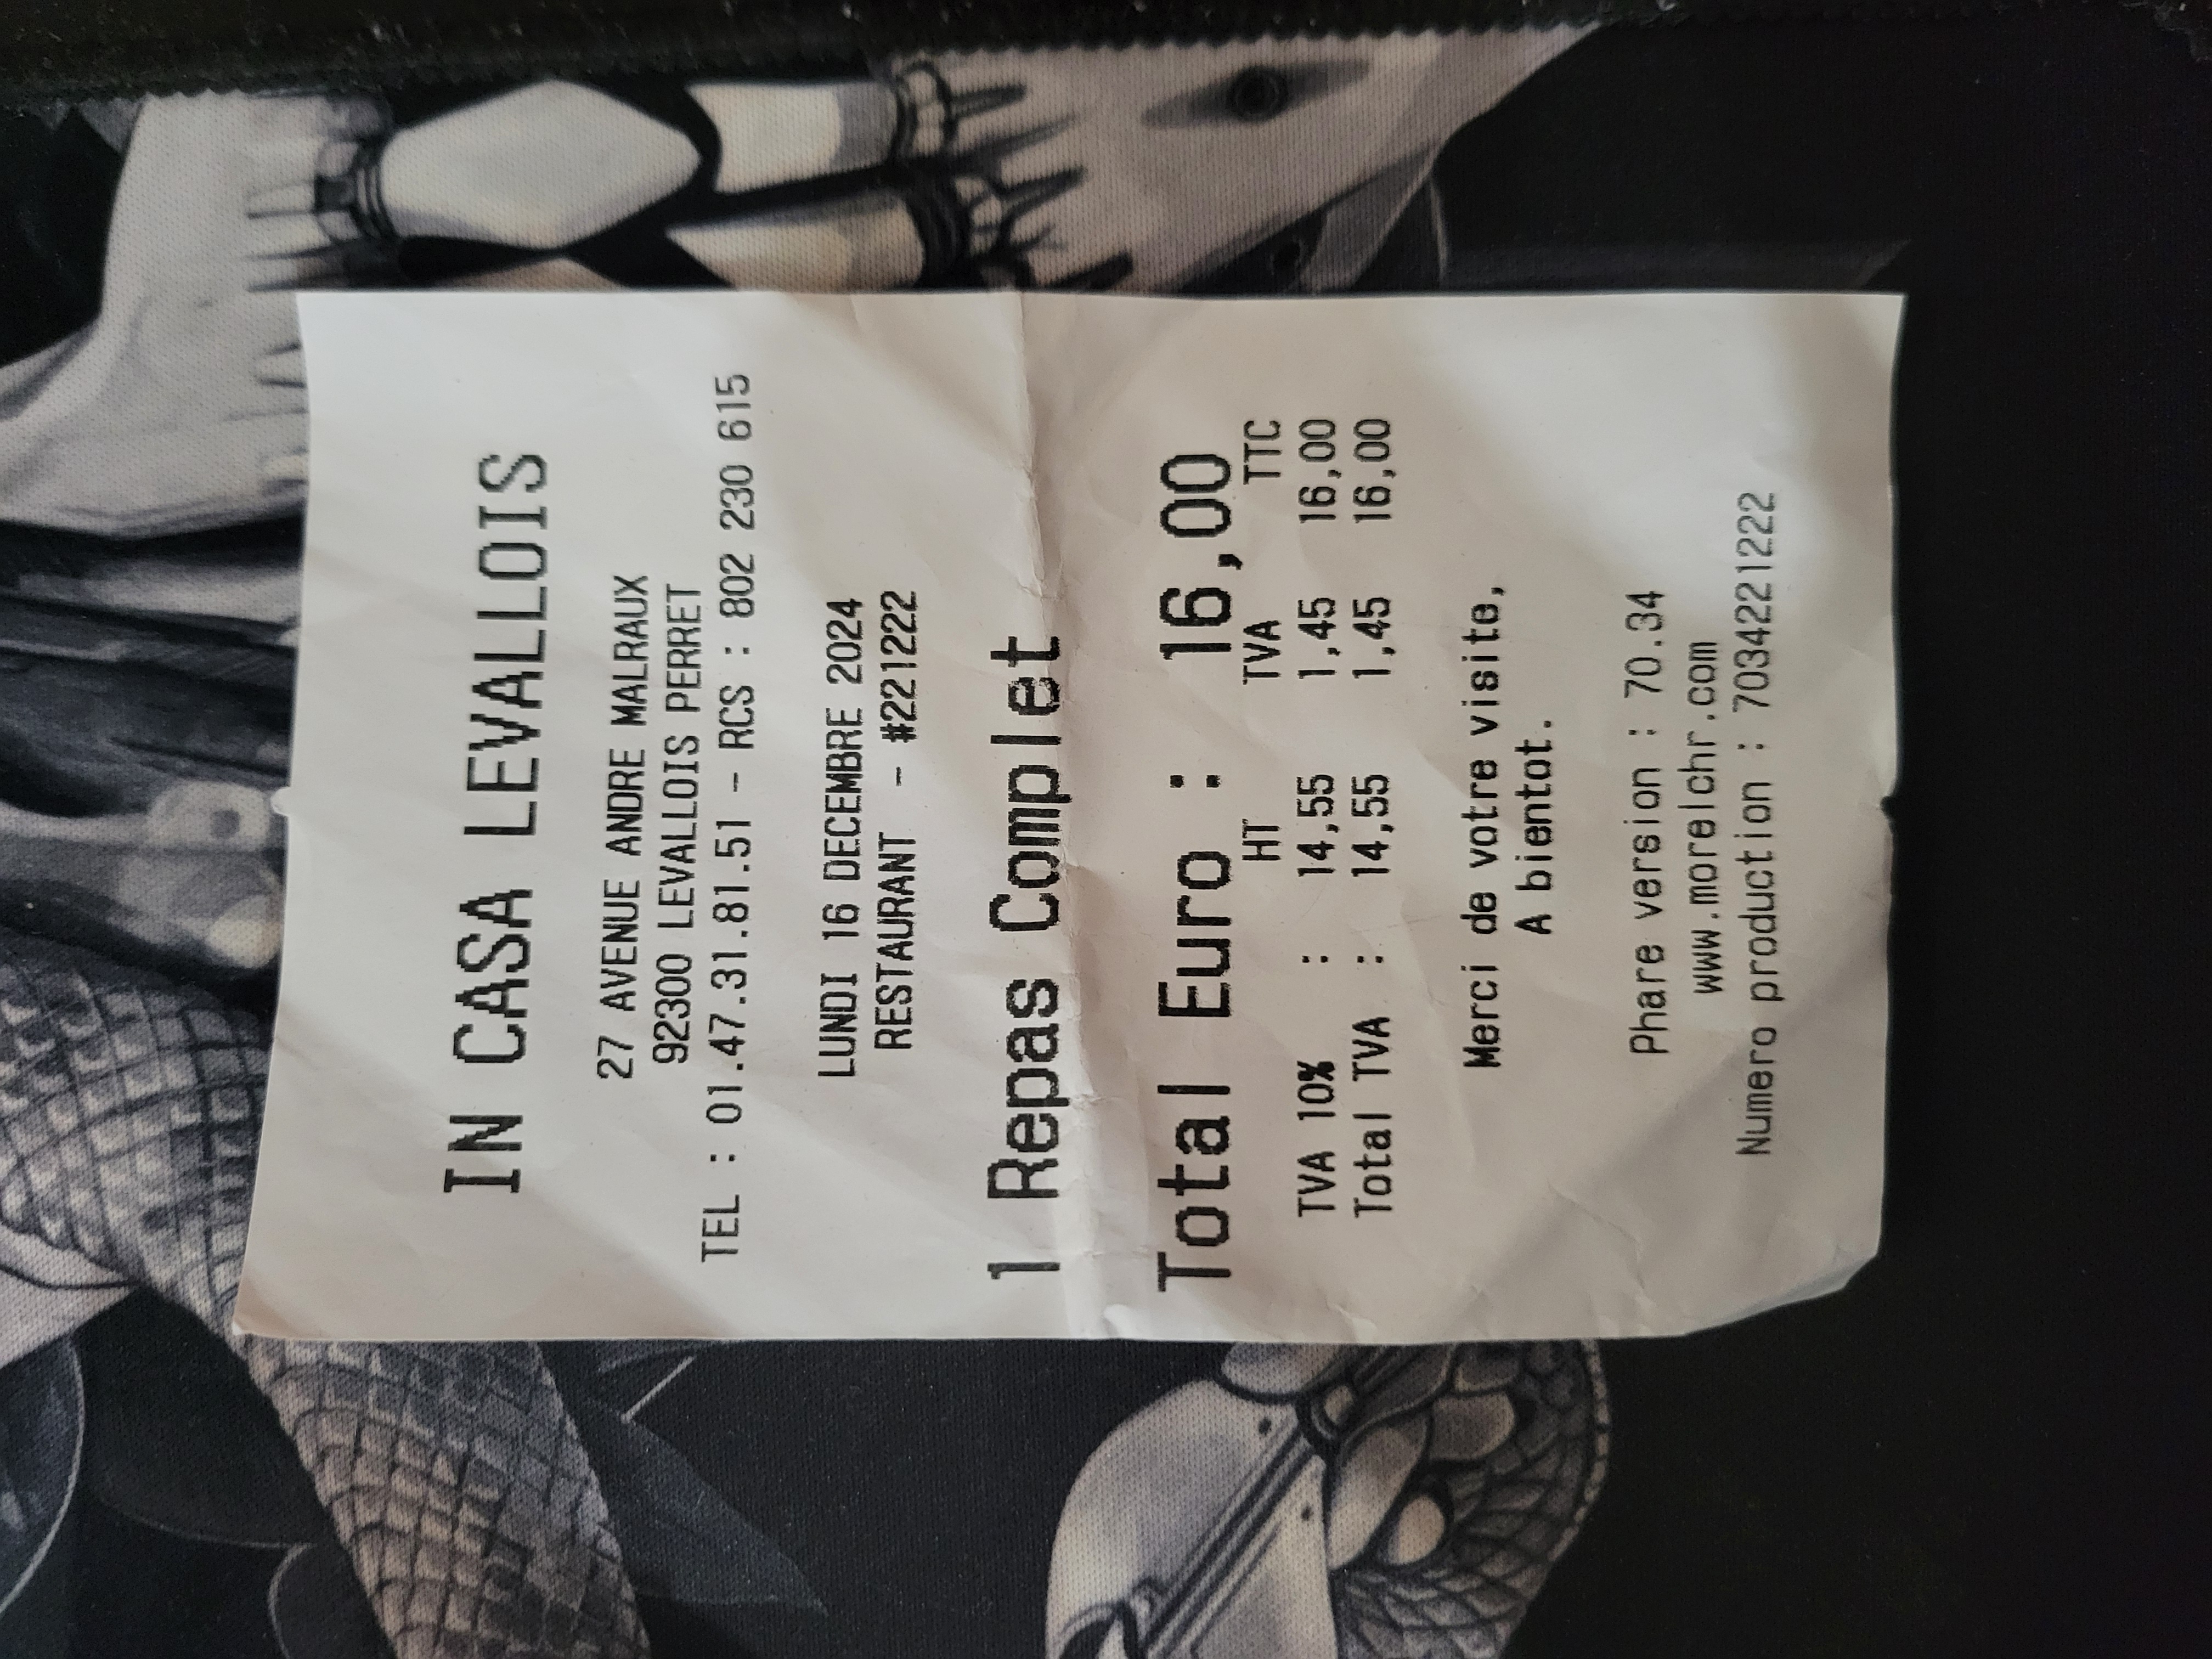 IN CASA LEVALLOIS
27 AVENUE ANDRE MALRAUX
92300 LEVALLOIS PERRET
TEL : 01.47.31.81.51 - RCS : 802 230 615
LUNDI 16 DECEMBRE 2024
RESTAURANT - #221222
1 Repas Complet
Total Euro : 16,00
HT TVA TTC
TVA 10% : 14,55 1,45 16,00
Total TVA : 14,55 1,45 16,00
Merci de votre visite,
A bientot.
Phare version : 70.34
www.morelchr.com
Numero production : 7034221222